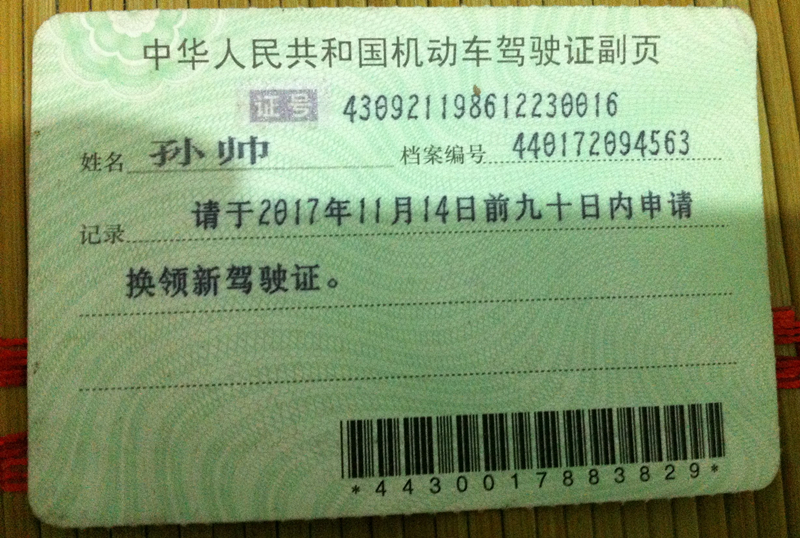 中华人民共和国机动车驾驶证副页
证号 430921198612230016
姓名 孙帅 档案编号 440172094563
记录 请于2017年11月14日前九十日内申请
换领新驾驶证。
*4430017883829*